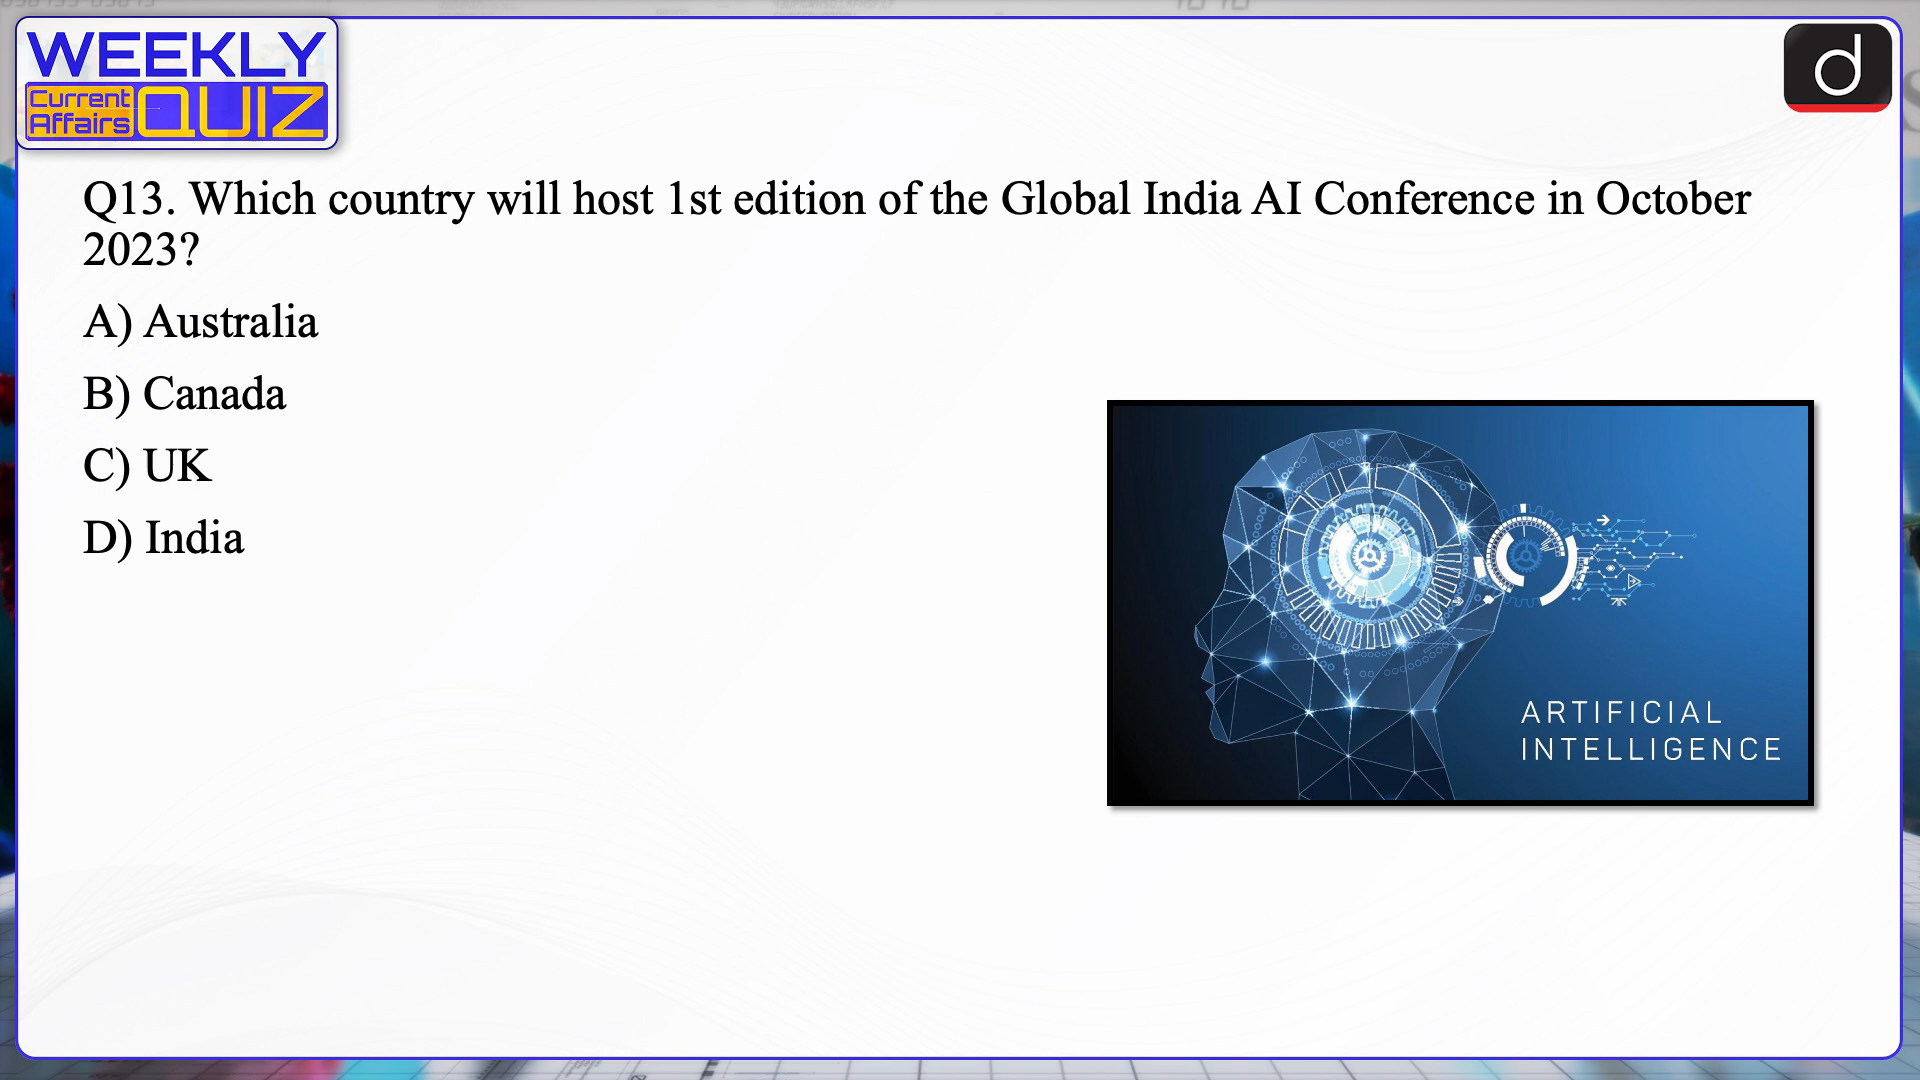 WEEKLY
Current
Affairs
QUIZ
d
Q13. Which country will host 1st edition of the Global India AI Conference in October
2023?
A) Australia
B) Canada
C) UK
D) India
ARTIFICIAL
INTELLIGENCE